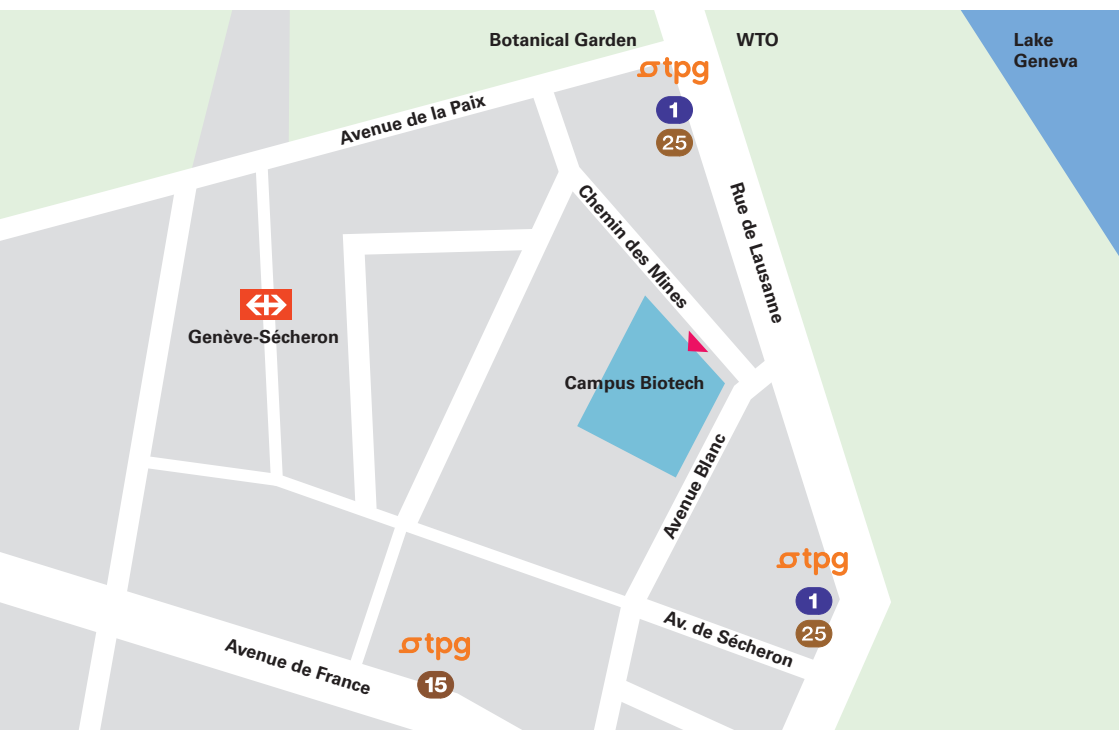 Botanical Garden
WTO
Lake
Geneva
tpg
1
25
Avenue de la Paix
Chemin des Mines
Rue de Lausanne
Genève-Sécheron
Campus Biotech
Avenue Blanc
tpg
1
25
Av. de Sécheron
tpg
15
Avenue de France